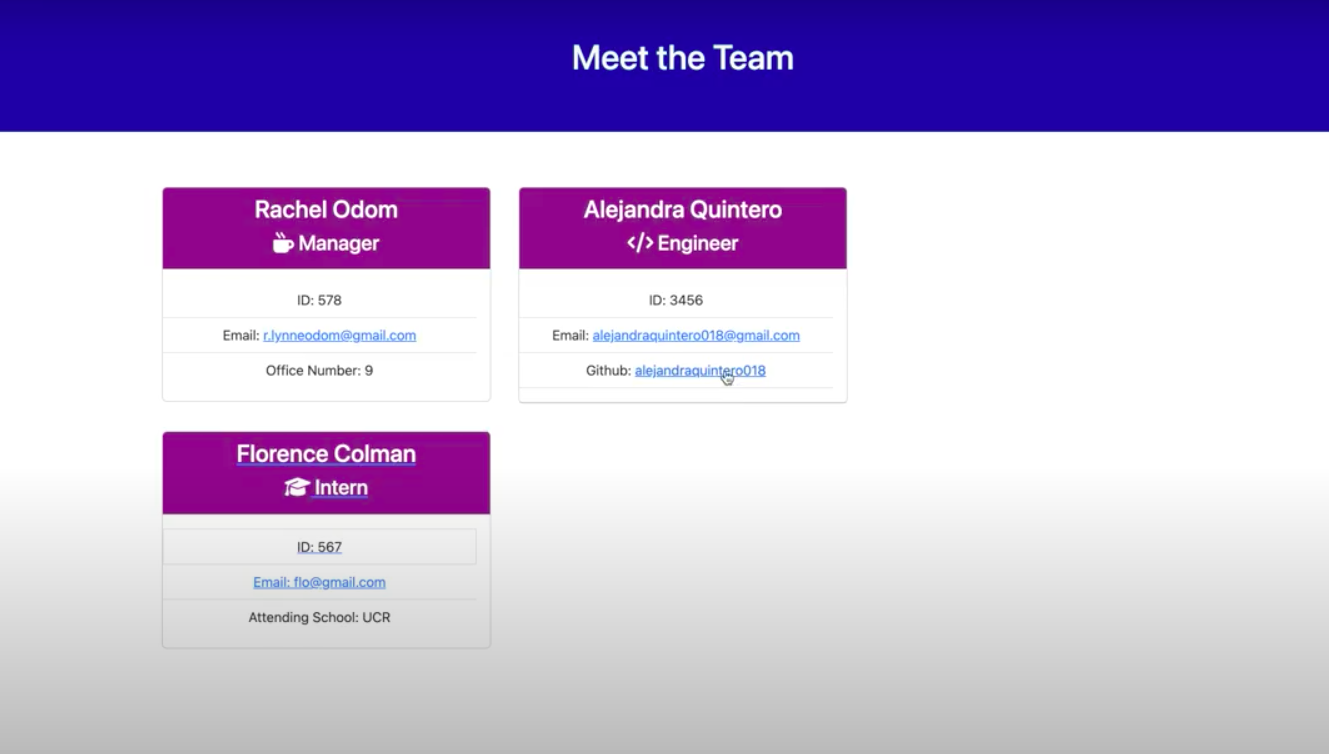 Meet the Team
Rachel Odom
Manager
ID: 578
Email: r.lynneodom@gmail.com
Office Number: 9
Alejandra Quintero
</> Engineer
ID: 3456
Email: alejandraquintero018@gmail.com
Github: alejandraquintero018
Florence Colman
Intern
ID: 567
Email: flo@gmail.com
Attending School: UCR